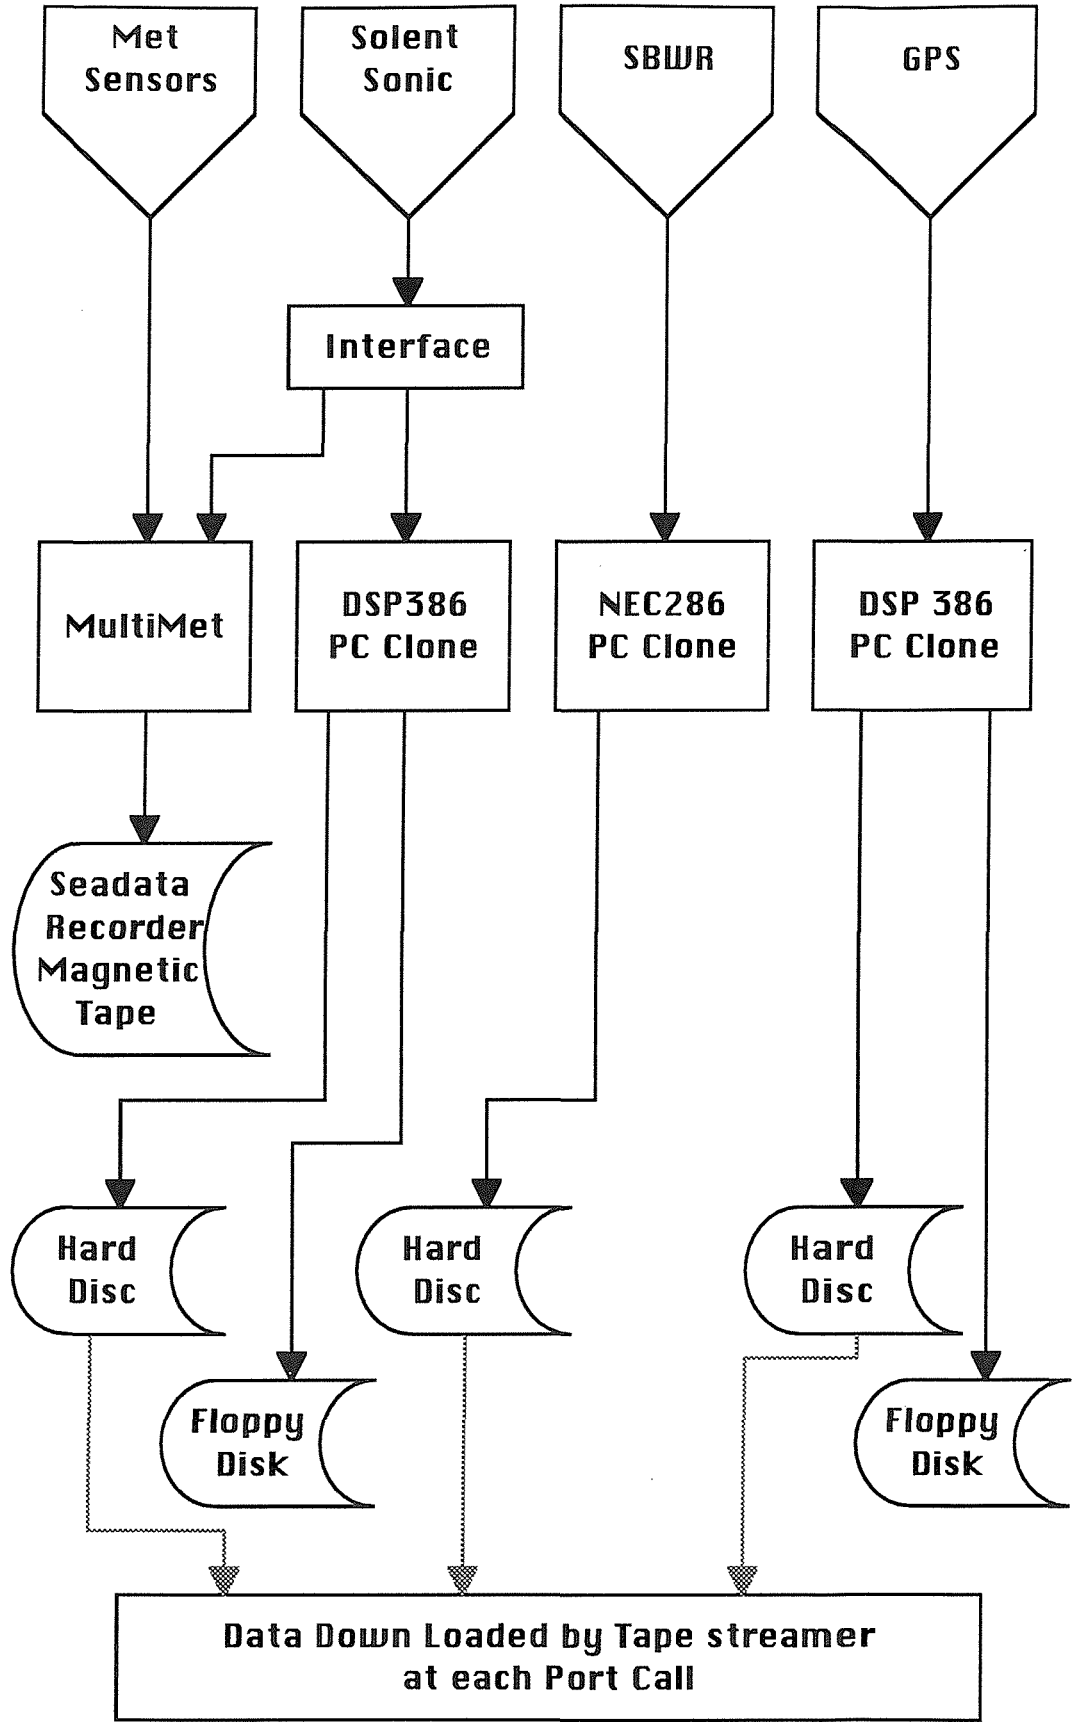 Met
Sensors
Solent
Sonic
SBWR
GPS
Interface
MultiMet
DSP386
PC Clone
NEC286
PC Clone
DSP 386
PC Clone
Seadata
Recorder
Magnetic
Tape
Hard
Disc
Hard
Disc
Hard
Disc
Floppy
Disk
Floppy
Disk
Data Down Loaded by Tape streamer
at each Port Call